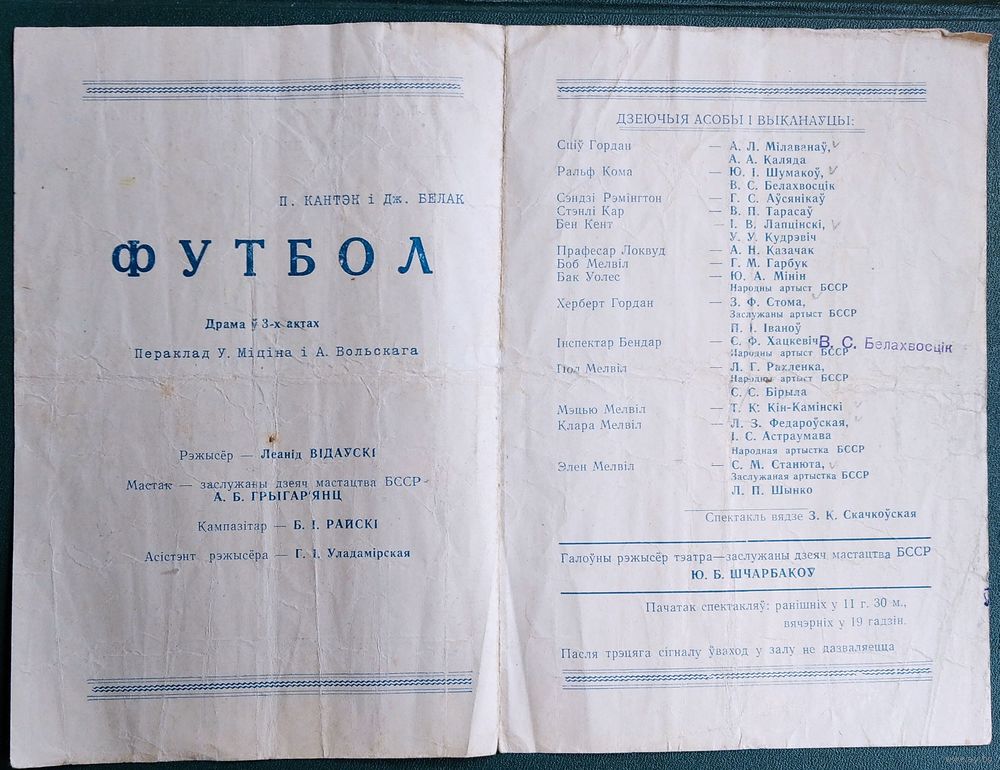 П. КАНТЭК і Дж. БЕЛАК
ФУТБОЛ
Драма ў 3-х актах
Пераклад У. Міціна і А. Вольскага
Рэжысёр — Леанід ВІДАЎСКІ
Мастак — заслужаны дзеяч мастацтва БССР
А. Б. ГРЫГАР'ЯНЦ
Кампазітар — Б. І. РАЙСКІ
Асістэнт рэжысёра — Г. І. Уладамірская
ДЗЕЮЧЫЯ АСОБЫ І ВЫКАНАЎЦЫ:
Сціў Гордан — А. Л. Мілаванаў,
А. А. Каляда
Ральф Кома — Ю. І. Шумакоў,
В. С. Белахвосцік
Сэндзі Рэмінгтон — Г. С. Аўсянікаў
Стэнлі Кар — В. П. Тарасаў
Бен Кент — І. В. Лапцінскі,
У. У. Кудрэвіч
Прафесар Локвуд — А. Н. Казачак
Боб Мелвіл — Г. М. Гарбук
Бак Уолес — Ю. А. Мінін
Народны артыст БССР
Херберт Гордан — З. Ф. Стома,
Заслужаны артыст БССР
П. І. Іваноў
Інспектар Бендар — С. Ф. Хацкевіч В. С. Белахвосцік
Народны артыст БССР
Пол Мелвіл — Л. Г. Рахленка,
Народны артыст БССР
С. С. Бірыла
Мэцью Мелвіл — Т. К. Кін-Камінскі
Клара Мелвіл — Л. З. Федароўская,
І. С. Астраумава
Народная артыстка БССР
Элен Мелвіл — С. М. Станюта,
Заслужаная артыстка БССР
Л. П. Шынко
Спектакль вядзе З. К. Скачкоўская
Галоўны рэжысёр тэатра—заслужаны дзеяч мастацтва БССР
Ю. Б. ШЧАРБАКОЎ
Пачатак спектакляў: ранішніх у 11 г. 30 м.,
вячэрніх у 19 гадзін.
Пасля трэцяга сігналу ўваход у залу не дазваляецца